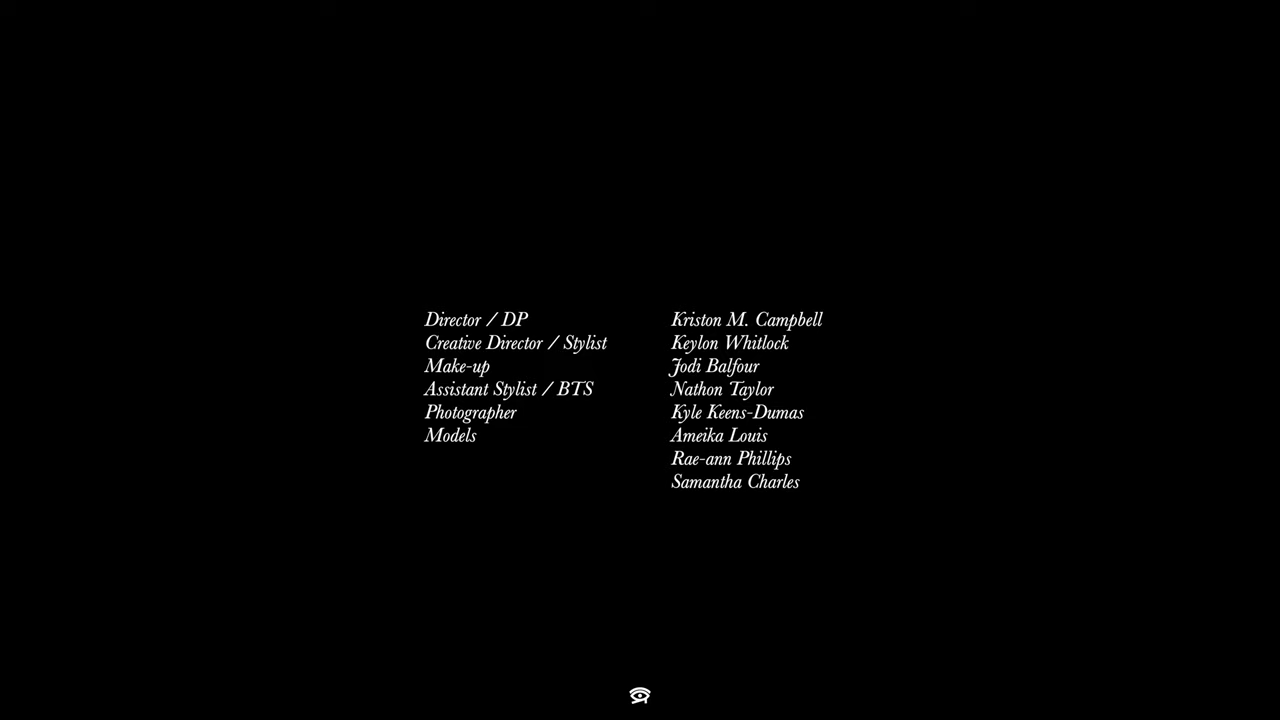 Director / DP Kriston M. Campbell
Creative Director / Stylist Keylon Whitlock
Make-up Jodi Balfour
Assistant Stylist / BTS Nathon Taylor
Photographer Kyle Keens-Dumas
Models Ameika Louis
Rae-ann Phillips
Samantha Charles